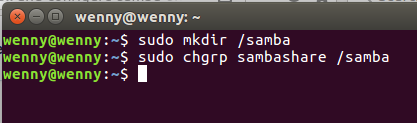 wenny@wenny: ~
wenny@wenny:~$ sudo mkdir /samba
wenny@wenny:~$ sudo chgrp sambashare /samba
wenny@wenny:~$